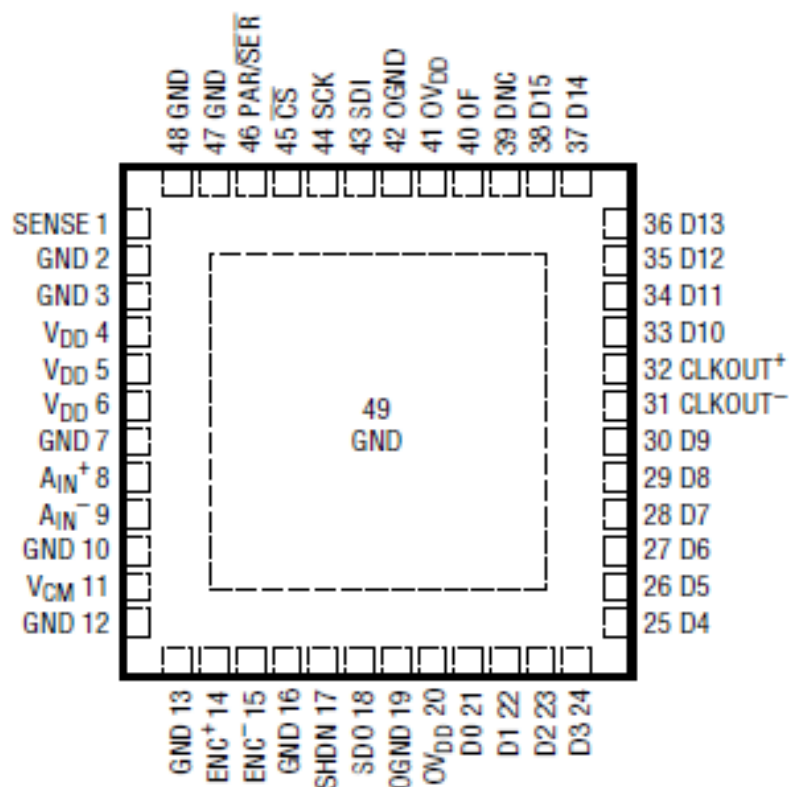 48 GND
47 GND
46 PAR/S̅E̅R̅
45 C̅S̅
44 SCK
43 SDI
42 OGND
41 OVDD
40 OF
39 DNC
38 D15
37 D14
SENSE 1
GND 2
GND 3
VDD 4
VDD 5
VDD 6
GND 7
AIN+ 8
AIN− 9
GND 10
VCM 11
GND 12
49
GND
36 D13
35 D12
34 D11
33 D10
32 CLKOUT+
31 CLKOUT−
30 D9
29 D8
28 D7
27 D6
26 D5
25 D4
GND 13
ENC+ 14
ENC− 15
GND 16
SHDN 17
SDO 18
OGND 19
OVDD 20
D0 21
D1 22
D2 23
D3 24